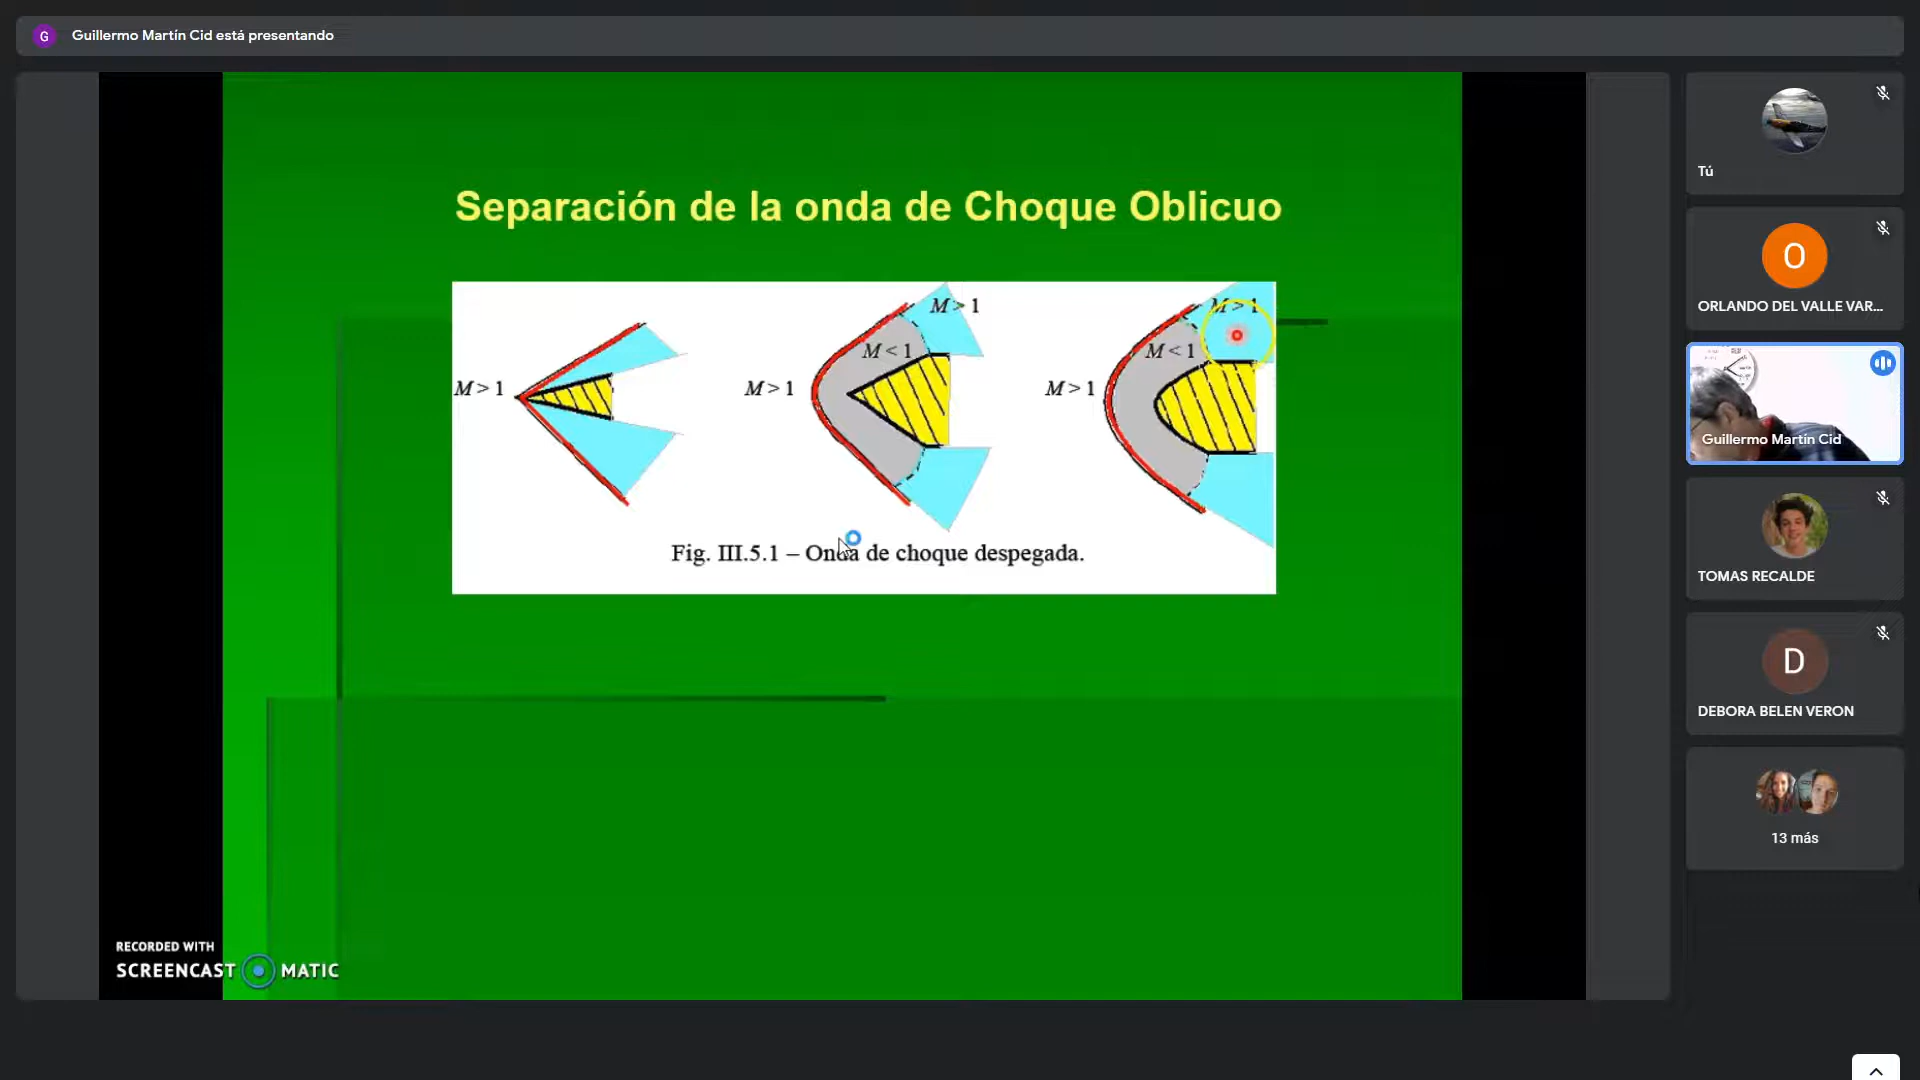 G Guillermo Martín Cid está presentando
Separación de la onda de Choque Oblicuo
M > 1
M > 1
M < 1
M > 1
M > 1
M < 1
M > 1
Fig. III.5.1 – Onda de choque despegada.
RECORDED WITH
SCREENCAST MATIC
Tú
O
ORLANDO DEL VALLE VAR...
Guillermo Martín Cid
TOMAS RECALDE
D
DEBORA BELEN VERON
13 más